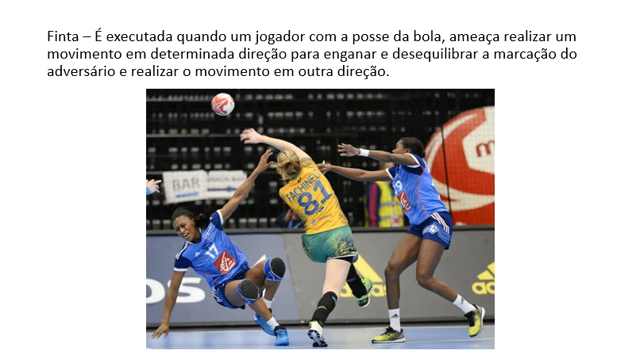 Finta – É executada quando um jogador com a posse da bola, ameaça realizar um
movimento em determinada direção para enganar e desequilibrar a marcação do
adversário e realizar o movimento em outra direção.
BAR
FACHINELLO
81
17